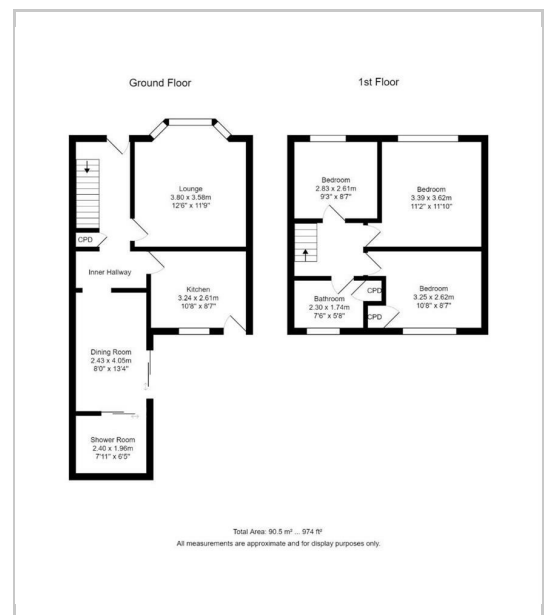 Ground Floor
1st Floor
Lounge
3.80 x 3.58m
12'6" x 11'9"
CPD
Inner Hallway
Kitchen
3.24 x 2.61m
10'8" x 8'7"
Dining Room
2.43 x 4.05m
8'0" x 13'4"
Shower Room
2.40 x 1.96m
7'11" x 6'5"
Bedroom
2.83 x 2.61m
9'3" x 8'7"
Bedroom
3.39 x 3.62m
11'2" x 11'10"
Bathroom
2.30 x 1.74m
7'6" x 5'8"
CPD
CPD
Bedroom
3.25 x 2.62m
10'8" x 8'7"
Total Area: 90.5 m² ... 974 ft²
All measurements are approximate and for display purposes only.